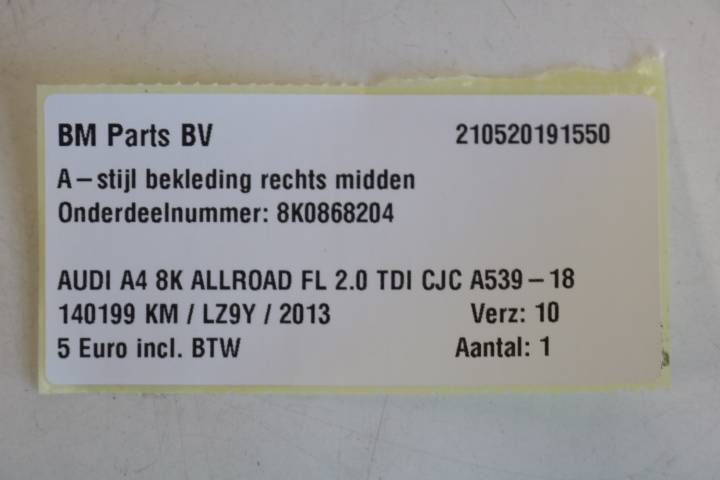 BM Parts BV 210520191550
A-stijl bekleding rechts midden
Onderdeelnummer: 8K0868204
AUDI A4 8K ALLROAD FL 2.0 TDI CJC A539-18
140199 KM / LZ9Y / 2013 Verz: 10
5 Euro incl. BTW Aantal: 1